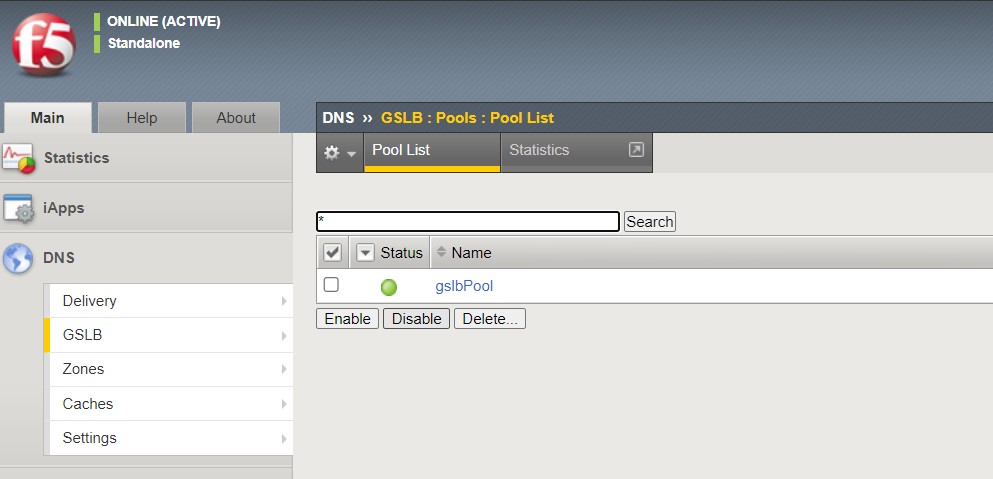 f5
ONLINE (ACTIVE)
Standalone
Main Help About
Statistics
iApps
DNS
Delivery
GSLB
Zones
Caches
Settings
DNS ›› GSLB : Pools : Pool List
Pool List Statistics
* Search
Status Name
gslbPool
Enable Disable Delete...